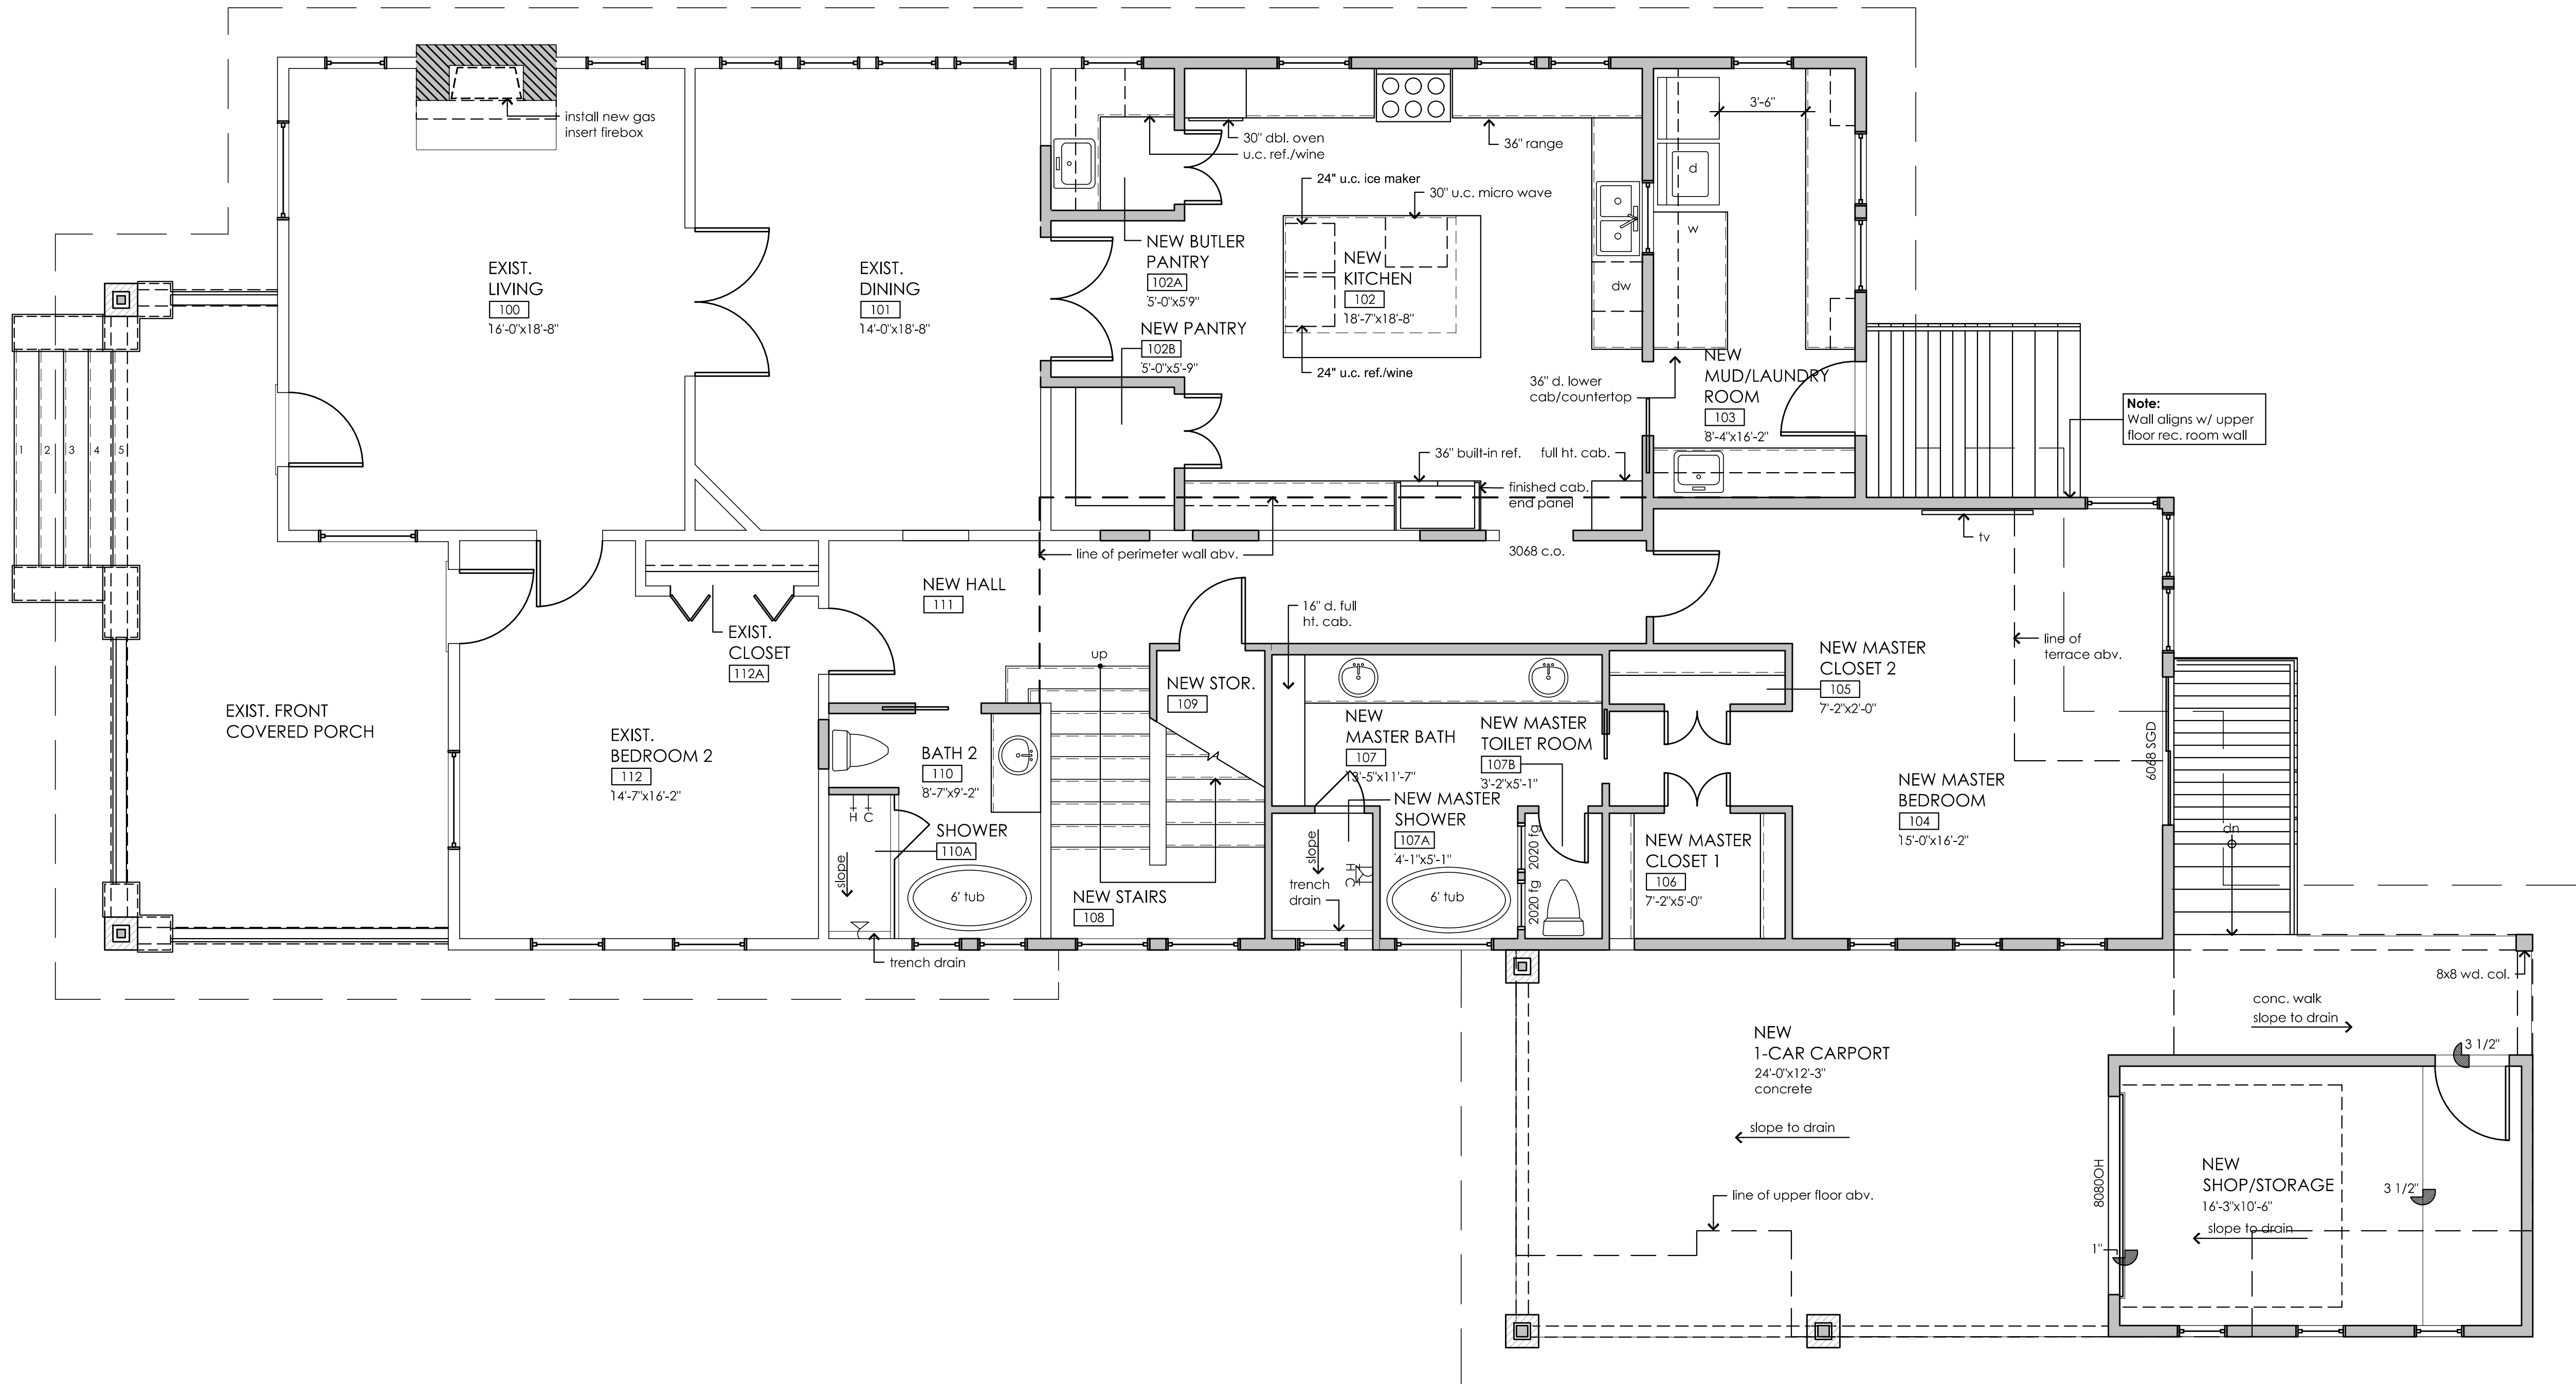 install new gas
insert firebox
EXIST.
LIVING
100
16'-0"x18'-8"
EXIST.
DINING
101
14'-0"x18'-8"
30" dbl. oven
u.c. ref./wine
36" range
24" u.c. ice maker
30" u.c. micro wave
NEW BUTLER
PANTRY
102A
5'-0"x5'9"
NEW PANTRY
102B
5'-0"x5'-9"
NEW
KITCHEN
102
18'-7"x18'-8"
24" u.c. ref./wine
dw
3'-6"
d
w
36" d. lower
cab/countertop
NEW
MUD/LAUNDRY
ROOM
103
8'-4"x16'-2"
Note:
Wall aligns w/ upper
floor rec. room wall
36" built-in ref.
full ht. cab.
finished cab.
end panel
3068 c.o.
tv
1
2
3
4
5
line of perimeter wall abv.
NEW HALL
111
EXIST.
CLOSET
112A
EXIST. FRONT
COVERED PORCH
EXIST.
BEDROOM 2
112
14'-7"x16'-2"
up
16" d. full
ht. cab.
NEW STOR.
109
BATH 2
110
8'-7"x9'-2"
H C
SHOWER
110A
slope
6' tub
trench drain
NEW STAIRS
108
NEW
MASTER BATH
107
13'-5"x11'-7"
NEW MASTER
TOILET ROOM
107B
3'-2"x5'-1"
NEW MASTER
SHOWER
107A
4'-1"x5'-1"
slope
H C
trench
drain
6' tub
2020 fg
2020 fg
NEW MASTER
CLOSET 2
105
7'-2"x2'-0"
NEW MASTER
CLOSET 1
106
7'-2"x5'-0"
line of
terrace abv.
NEW MASTER
BEDROOM
104
15'-0"x16'-2"
6068 SGD
dn
8x8 wd. col.
conc. walk
slope to drain
NEW
1-CAR CARPORT
24'-0"x12'-3"
concrete
slope to drain
line of upper floor abv.
3 1/2"
8080OH
NEW
SHOP/STORAGE
16'-3"x10'-6"
slope to drain
3 1/2"
1"